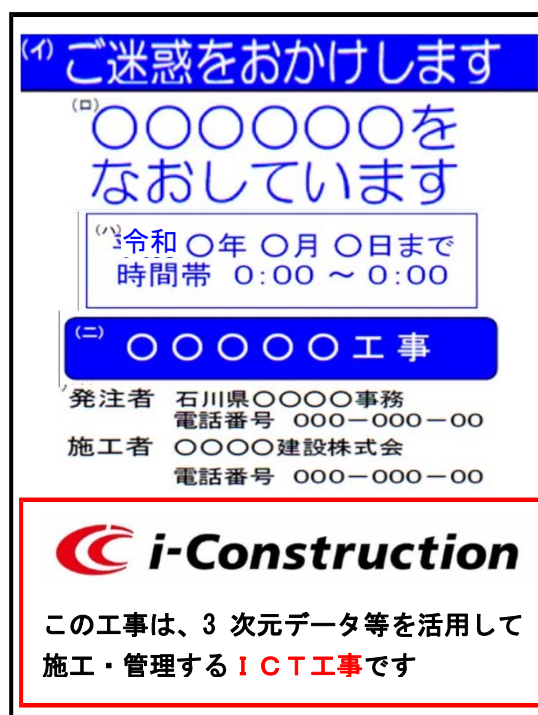 (イ) ご迷惑をおかけします
(ロ) 〇〇〇〇〇〇を
なおしています
(ハ) 令和 〇年 〇月 〇日まで
時間帯 0:00 ~ 0:00
(ニ) 〇〇〇〇〇工事
発注者 石川県〇〇〇〇事務
電話番号 000-000-00
施工者 〇〇〇〇建設株式会
電話番号 000-000-00
i-Construction
この工事は、3 次元データ等を活用して
施工・管理するICT工事です